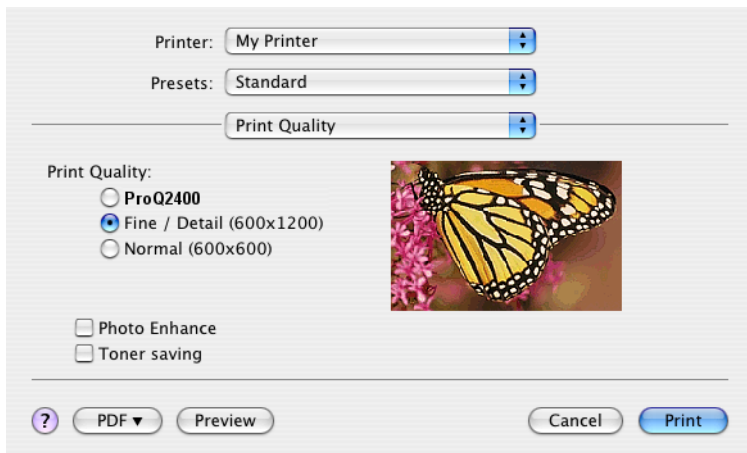 Printer: My Printer
Presets: Standard
Print Quality
Print Quality:
ProQ2400
Fine / Detail (600x1200)
Normal (600x600)
Photo Enhance
Toner saving
? PDF▼ Preview Cancel Print